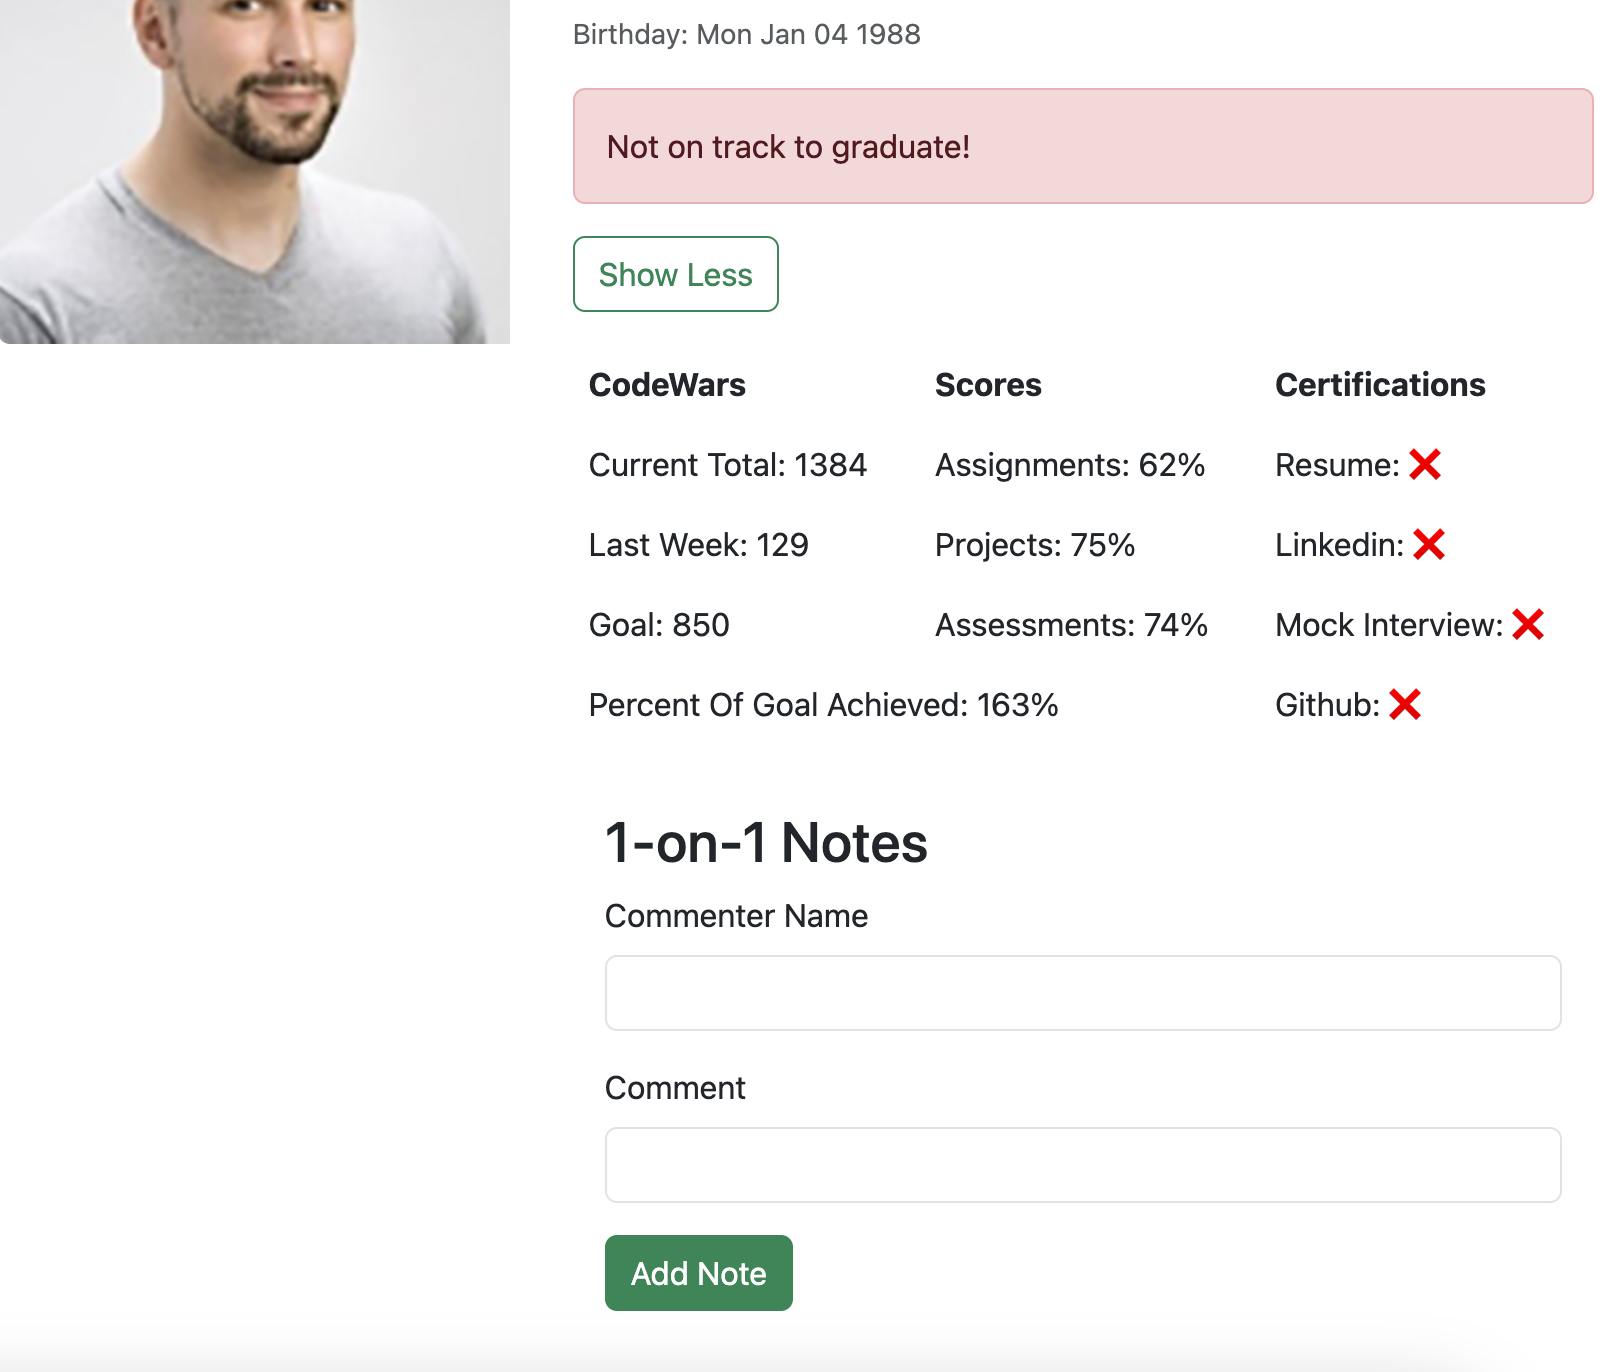 Birthday: Mon Jan 04 1988
Not on track to graduate!
Show Less
CodeWars
Current Total: 1384
Last Week: 129
Goal: 850
Percent Of Goal Achieved: 163%
Scores
Assignments: 62%
Projects: 75%
Assessments: 74%
Certifications
Resume: ❌
Linkedin: ❌
Mock Interview: ❌
Github: ❌
1-on-1 Notes
Commenter Name
Comment
Add Note